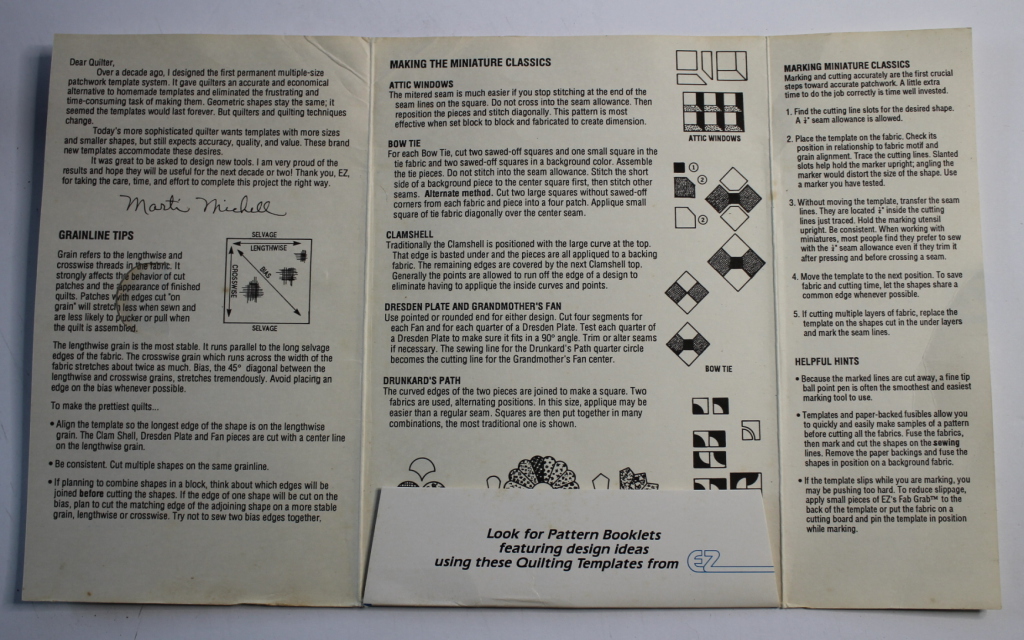 Dear Quilter,
Over a decade ago, I designed the first permanent multiple-size
patchwork template system. It gave quilters an accurate and economical
alternative to homemade templates and eliminated the frustrating and
time-consuming task of making them. Geometric shapes stay the same; it
seemed the templates would last forever. But quilters and quilting techniques
change.
Today's more sophisticated quilter wants templates with more sizes
and smaller shapes, but still expects accuracy, quality, and value. These brand
new templates accommodate these desires.
It was great to be asked to design new tools. I am very proud of the
results and hope they will be useful for the next decade or two! Thank you, EZ,
for taking the care, time, and effort to complete this project the right way.
Marti Michell
GRAINLINE TIPS
Grain refers to the lengthwise and
crosswise threads in the fabric. It
strongly affects the behavior of cut
patches and the appearance of finished
quilts. Patches with edges cut "on
grain" will stretch less when sewn and
are less likely to pucker or pull when
the quilt is assembled.
SELVAGE
LENGTHWISE
CROSSWISE
BIAS
SELVAGE
The lengthwise grain is the most stable. It runs parallel to the long selvage
edges of the fabric. The crosswise grain which runs across the width of the
fabric stretches about twice as much. Bias, the 45° diagonal between the
lengthwise and crosswise grains, stretches tremendously. Avoid placing an
edge on the bias whenever possible.
To make the prettiest quilts...
• Align the template so the longest edge of the shape is on the lengthwise
grain. The Clam Shell, Dresden Plate and Fan pieces are cut with a center line
on the lengthwise grain.
• Be consistent. Cut multiple shapes on the same grainline.
• If planning to combine shapes in a block, think about which edges will be
joined before cutting the shapes. If the edge of one shape will be cut on the
bias, plan to cut the matching edge of the adjoining shape on a more stable
grain, lengthwise or crosswise. Try not to sew two bias edges together.
MAKING THE MINIATURE CLASSICS
ATTIC WINDOWS
The mitered seam is much easier if you stop stitching at the end of the
seam lines on the square. Do not cross into the seam allowance. Then
reposition the pieces and stitch diagonally. This pattern is most
effective when set block to block and fabricated to create dimension.
BOW TIE
For each Bow Tie, cut two sawed-off squares and one small square in the
tie fabric and two sawed-off squares in a background color. Assemble
the tie pieces. Do not stitch into the seam allowance. Stitch the short
side of a background piece to the center square first, then stitch other
seams. Alternate method. Cut two large squares without sawed-off
corners from each fabric and piece into a four patch. Applique small
square of tie fabric diagonally over the center seam.
CLAMSHELL
Traditionally the Clamshell is positioned with the large curve at the top.
That edge is basted under and the pieces are all appliqued to a backing
fabric. The remaining edges are covered by the next Clamshell top.
Generally the points are allowed to run off the edge of a design to
eliminate having to applique the inside curves and points.
DRESDEN PLATE AND GRANDMOTHER'S FAN
Use pointed or rounded end for either design. Cut four segments for
each Fan and for each quarter of a Dresden Plate. Test each quarter of
a Dresden Plate to make sure it fits in a 90° angle. Trim or alter seams
if necessary. The sewing line for the Drunkard's Path quarter circle
becomes the cutting line for the Grandmother's Fan center.
DRUNKARD'S PATH
The curved edges of the two pieces are joined to make a square. Two
fabrics are used, alternating positions. In this size, applique may be
easier than a regular seam. Squares are then put together in many
combinations, the most traditional one is shown.
ATTIC WINDOWS
1
2
2
BOW TIE
Look for Pattern Booklets
featuring design ideas
using these Quilting Templates from EZ
MARKING MINIATURE CLASSICS
Marking and cutting accurately are the first crucial
steps toward accurate patchwork. A little extra
time to do the job correctly is time well invested.
1. Find the cutting line slots for the desired shape.
A ¼" seam allowance is allowed.
2. Place the template on the fabric. Check its
position in relationship to fabric motif and
grain alignment. Trace the cutting lines. Slanted
slots help hold the marker upright; angling the
marker would distort the size of the shape. Use
a marker you have tested.
3. Without moving the template, transfer the seam
lines. They are located ¼" inside the cutting
lines just traced. Hold the marking utensil
upright. Be consistent. When working with
miniatures, most people find they prefer to sew
with the ¼" seam allowance even if they trim it
after pressing and before crossing a seam.
4. Move the template to the next position. To save
fabric and cutting time, let the shapes share a
common edge whenever possible.
5. If cutting multiple layers of fabric, replace the
template on the shapes cut in the under layers
and mark the seam lines.
HELPFUL HINTS
• Because the marked lines are cut away, a fine tip
ball point pen is often the smoothest and easiest
marking tool to use.
• Templates and paper-backed fusibles allow you
to quickly and easily make samples of a pattern
before cutting all the fabrics. Fuse the fabrics,
then mark and cut the shapes on the sewing
lines. Remove the paper backings and fuse the
shapes in position on a background fabric.
• If the template slips while you are marking, you
may be pushing too hard. To reduce slippage,
apply small pieces of EZ's Fab Grab™ to the
back of the template or put the fabric on a
cutting board and pin the template in position
while marking.